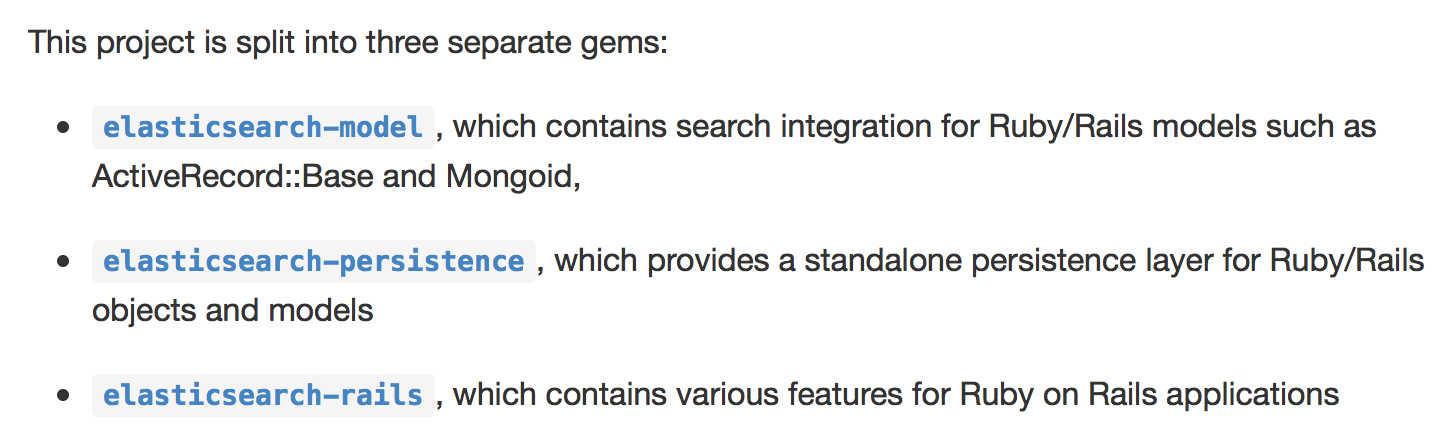 This project is split into three separate gems:
• elasticsearch-model, which contains search integration for Ruby/Rails models such as
ActiveRecord::Base and Mongoid,
• elasticsearch-persistence, which provides a standalone persistence layer for Ruby/Rails
objects and models
• elasticsearch-rails, which contains various features for Ruby on Rails applications